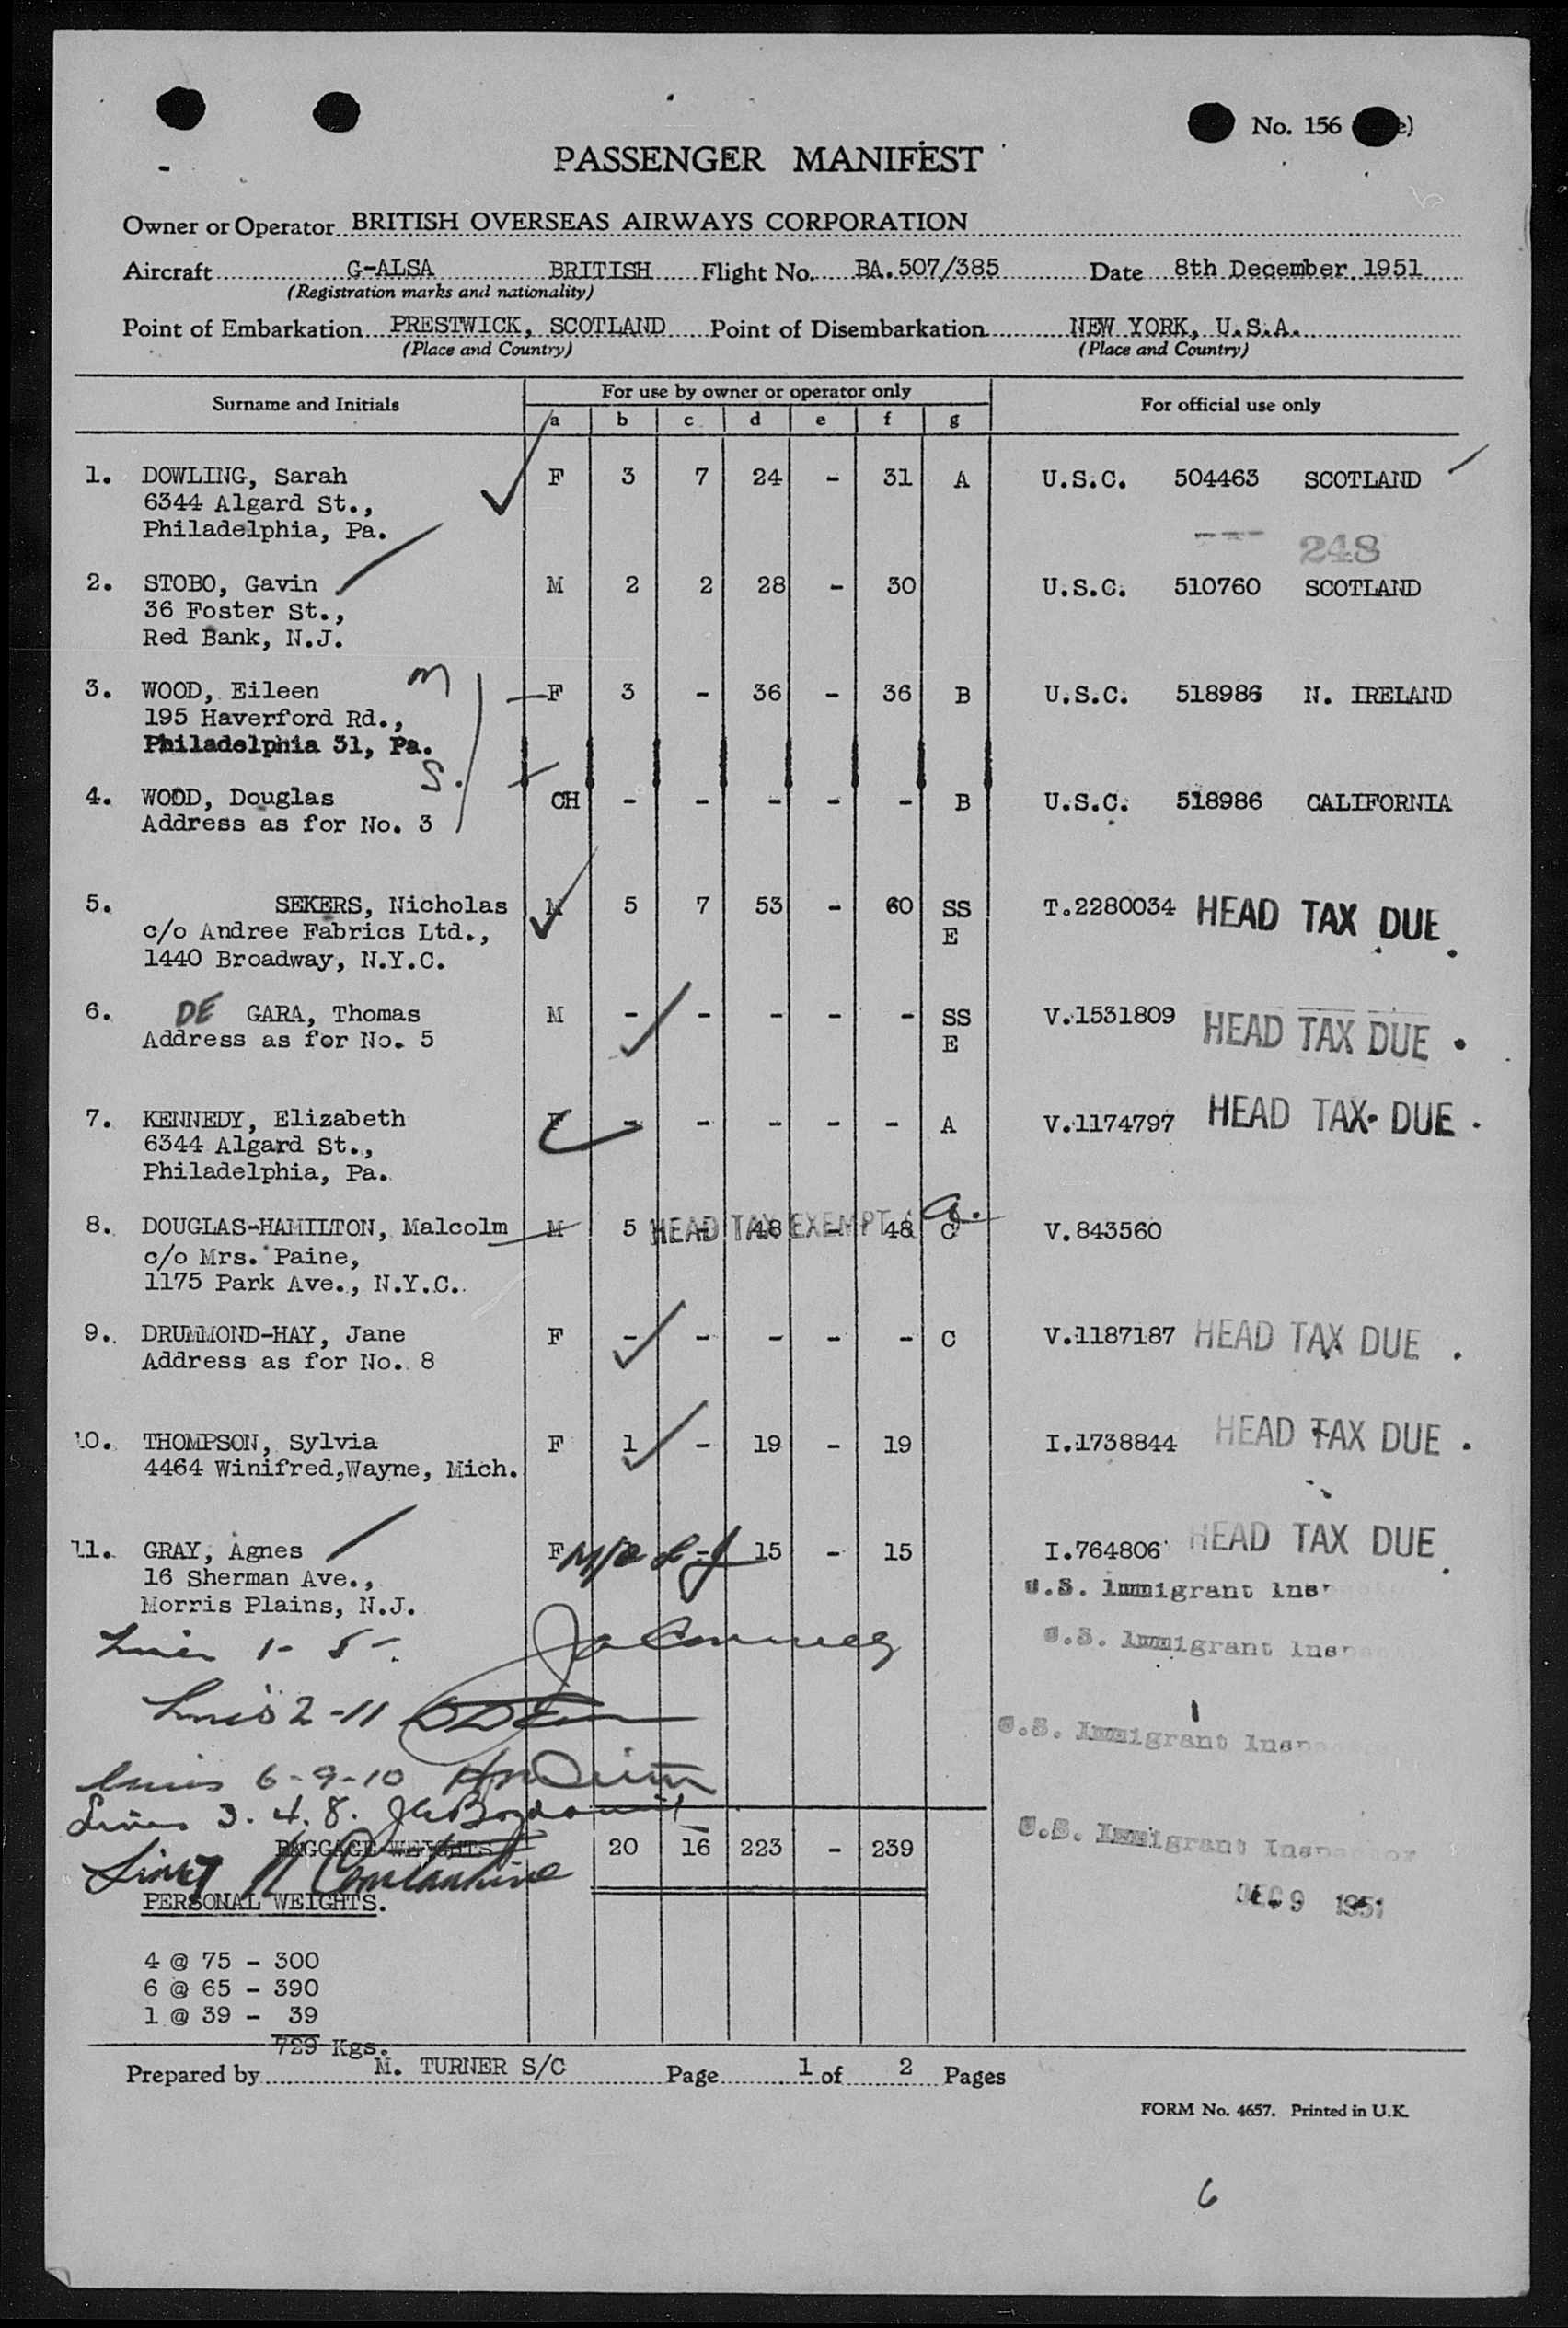 No. 156
PASSENGER MANIFEST
Owner or Operator BRITISH OVERSEAS AIRWAYS CORPORATION
Aircraft G-ALSA BRITISH Flight No. BA.507/385 Date 8th December 1951
(Registration marks and nationality)
Point of Embarkation PRESTWICK, SCOTLAND Point of Disembarkation NEW YORK, U.S.A.
(Place and Country) (Place and Country)
Surname and Initials For use by owner or operator only For official use only
a b c d e f g
1. DOWLING, Sarah F 3 7 24 - 31 A U.S.C. 504463 SCOTLAND
6344 Algard St.,
Philadelphia, Pa.
248
2. STOBO, Gavin M 2 2 28 - 30 U.S.C. 510760 SCOTLAND
36 Foster St.,
Red Bank, N.J.
3. WOOD, Eileen M F 3 - 36 - 36 B U.S.C. 518986 N. IRELAND
195 Haverford Rd.,
Philadelphia 31, Pa.
S.
4. WOOD, Douglas CH - - - - - B U.S.C. 518986 CALIFORNIA
Address as for No. 3
5. SEKERS, Nicholas M 5 7 53 - 60 SS T.2280034 HEAD TAX DUE
c/o Andree Fabrics Ltd., E
1440 Broadway, N.Y.C.
6. DE GARA, Thomas M - - - - - SS V.1531809 HEAD TAX DUE
Address as for No. 5 E
7. KENNEDY, Elizabeth F - - - - - A V.1174797 HEAD TAX DUE
6344 Algard St.,
Philadelphia, Pa.
8. DOUGLAS-HAMILTON, Malcolm M 5 - 48 - 48 C V.843560
HEAD TAX EXEMPT
c/o Mrs. Paine,
1175 Park Ave., N.Y.C.
9. DRUMMOND-HAY, Jane F - - - - - C V.1187187 HEAD TAX DUE
Address as for No. 8
10. THOMPSON, Sylvia F 1 - 19 - 19 I.1738844 HEAD TAX DUE
4464 Winifred,Wayne, Mich.
11. GRAY, Agnes F - 15 - 15 I.764806 HEAD TAX DUE
16 Sherman Ave., U.S. Immigrant Inspector
Morris Plains, N.J.
1- 5-. U.S. Immigrant Inspector
2-11
U.S. Immigrant Inspector
6-9-10
Lines 3. 4. 8.
BAGGAGE WEIGHTS 20 16 223 - 239 U.S. Immigrant Inspector
Line 7
DEC 9 1951
PERSONAL WEIGHTS.
4 @ 75 - 300
6 @ 65 - 390
1 @ 39 - 39
729 Kgs.
Prepared by M. TURNER S/C Page 1 of 2 Pages
FORM No. 4657. Printed in U.K.
6